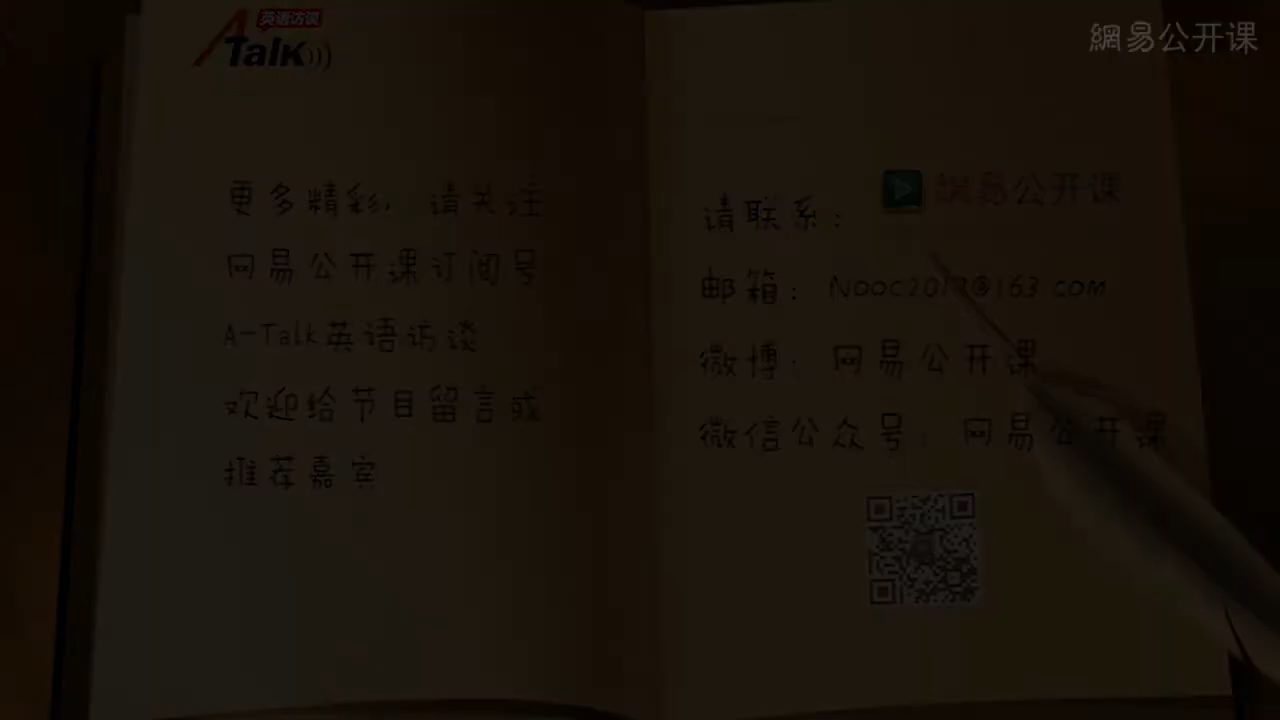 英语访谈
A Talk
網易公开课
更多精彩,请关注
网易公开课订阅号
A-Talk英语访谈
欢迎给节目留言或
推荐嘉宾
请联系:
網易公开课
邮箱: Nooc2017@163.com
微博: 网易公开课
微信公众号: 网易公开课